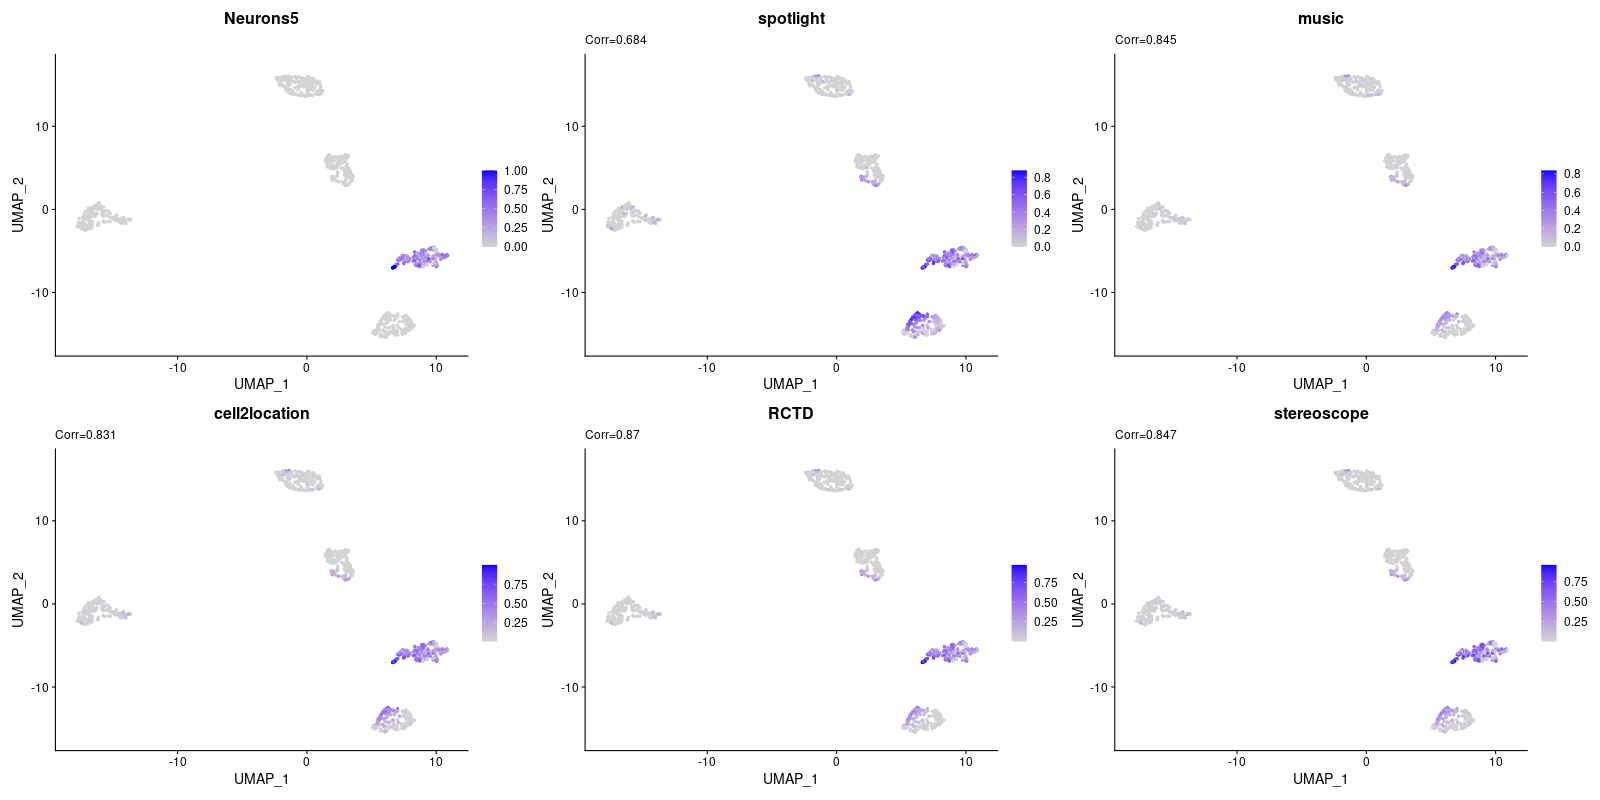 Neurons5
UMAP_2
10
0
-10
-10
0
10
UMAP_1
1.00
0.75
0.50
0.25
0.00
spotlight
Corr=0.684
UMAP_2
10
0
-10
-10
0
10
UMAP_1
0.8
0.6
0.4
0.2
0.0
music
Corr=0.845
UMAP_2
10
0
-10
-10
0
10
UMAP_1
0.8
0.6
0.4
0.2
0.0
cell2location
Corr=0.831
UMAP_2
10
0
-10
-10
0
10
UMAP_1
0.75
0.50
0.25
RCTD
Corr=0.87
UMAP_2
10
0
-10
-10
0
10
UMAP_1
0.75
0.50
0.25
stereoscope
Corr=0.847
UMAP_2
10
0
-10
-10
0
10
UMAP_1
0.75
0.50
0.25